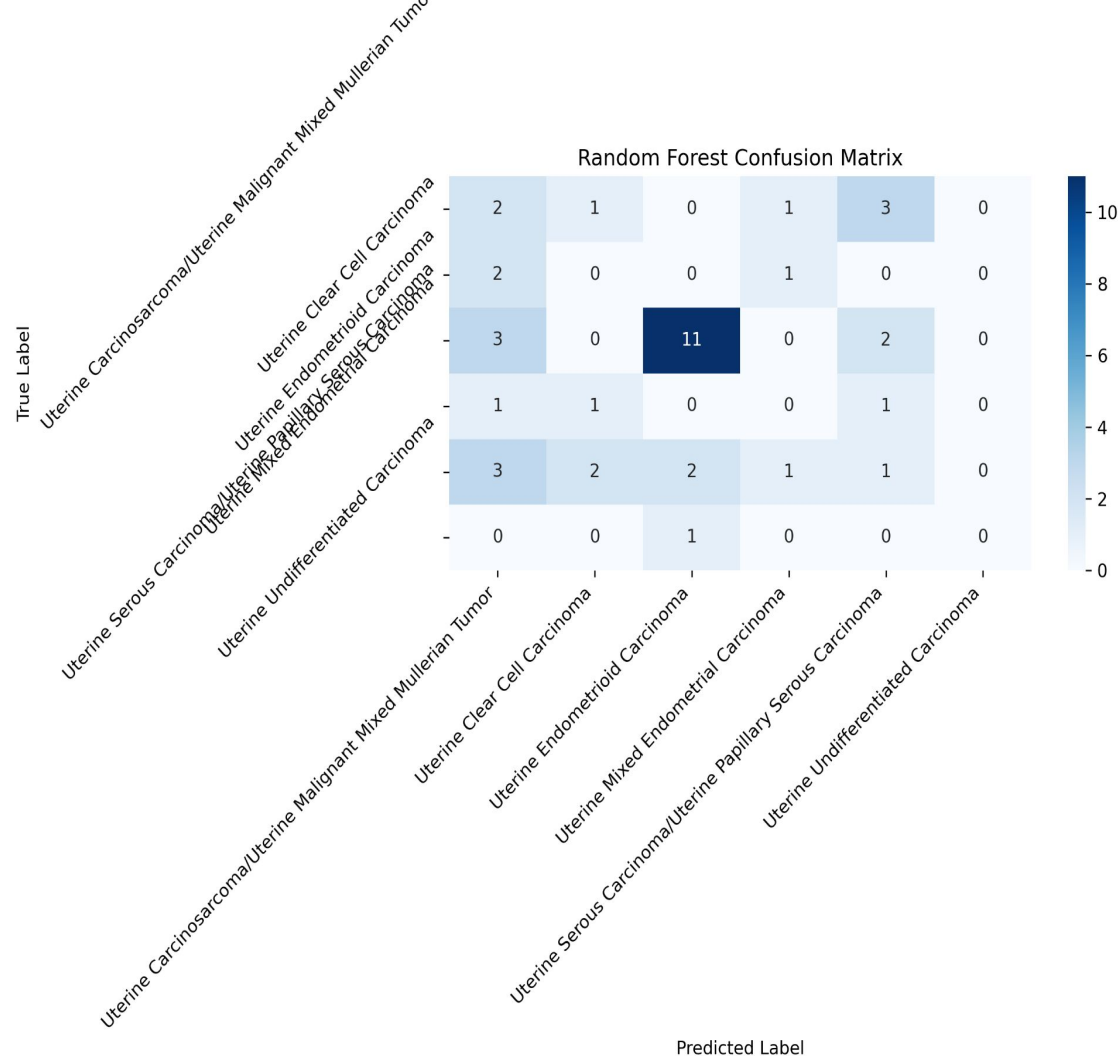 Random Forest Confusion Matrix
True Label
Uterine Carcinosarcoma/Uterine Malignant Mixed Mullerian Tumo
Uterine Clear Cell Carcinoma
Uterine Endometrioid Carcinoma
Uterine Mixed Endometrial Carcinoma
Uterine Serous Carcinoma/Uterine Papillary Serous Carcinoma
Uterine Undifferentiated Carcinoma
2 1 0 1 3 0
2 0 0 1 0 0
3 0 11 0 2 0
1 1 0 0 1 0
3 2 2 1 1 0
0 0 1 0 0 0
10
8
6
4
2
0
Uterine Carcinosarcoma/Uterine Malignant Mixed Mullerian Tumor
Uterine Clear Cell Carcinoma
Uterine Endometrioid Carcinoma
Uterine Mixed Endometrial Carcinoma
Uterine Serous Carcinoma/Uterine Papillary Serous Carcinoma
Uterine Undifferentiated Carcinoma
Predicted Label